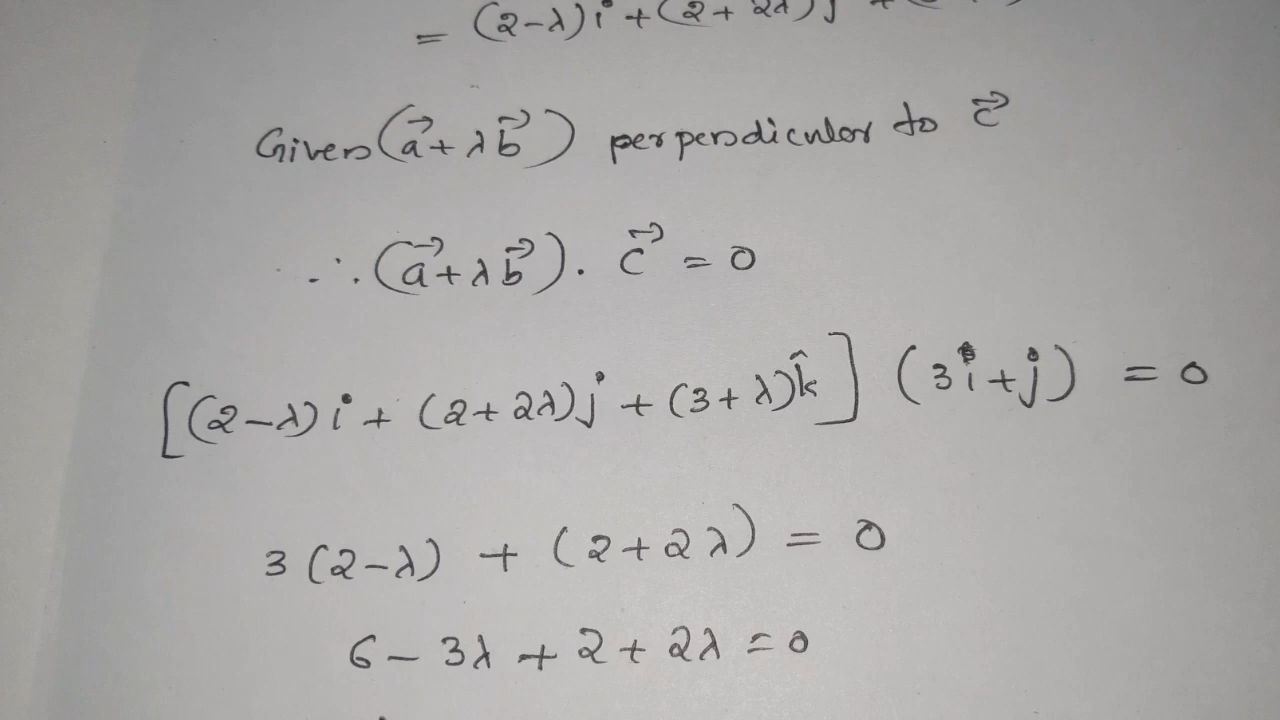 = (2-λ)i + (2+2λ)j + (
Given (a⃗ + λb⃗) perpendicular to c⃗
∴ (a⃗ + λb⃗). c⃗ = 0
[(2-λ)i + (2+2λ)j + (3+λ)k̂] (3i+j) = 0
3(2-λ) + (2+2λ) = 0
6 - 3λ + 2 + 2λ = 0